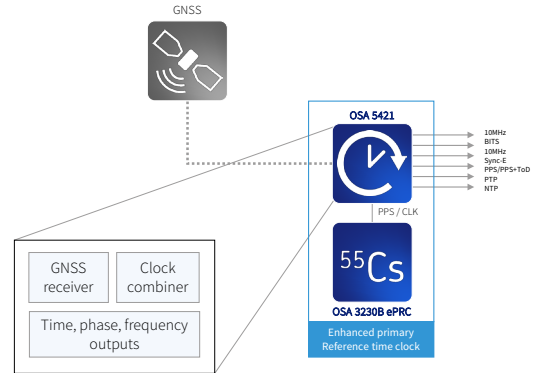 GNSS
OSA 5421
10MHz
BITS
10MHz
Sync-E
PPS/PPS+ToD
PTP
NTP
PPS / CLK
55Cs
OSA 3230B ePRC
Enhanced primary
Reference time clock
GNSS
receiver
Clock
combiner
Time, phase, frequency
outputs